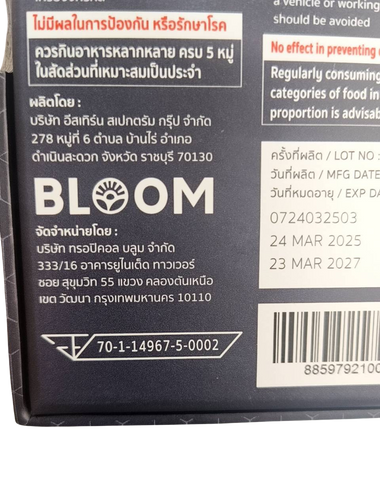 a vehicle or working
should be avoided
ไม่มีผลในการป้องกัน หรือรักษาโรค
ควรกินอาหารหลากหลาย ครบ 5 หมู่
ในสัดส่วนที่เหมาะสมเป็นประจำ
No effect in preventing
Regularly consuming
categories of food in
proportion is advisab
ผลิตโดย :
บริษัท อีสเทิร์น สเปกตรัม กรุ๊ป จำกัด
278 หมู่ที่ 6 ตำบล บ้านไร่ อำเภอ
ดำเนินสะดวก จังหวัด ราชบุรี 70130
BLOOM
จัดจำหน่ายโดย :
บริษัท ทรอปิคอล บลูม จำกัด
333/16 อาคารยูไนเต็ด ทาวเวอร์
ซอย สุขุมวิท 55 แขวง คลองตันเหนือ
เขต วัฒนา กรุงเทพมหานคร 10110
ครั้งที่ผลิต / LOT NO :
วันที่ผลิต / MFG DATE
วันที่หมดอายุ / EXP DA
0724032503
24 MAR 2025
23 MAR 2027
70-1-14967-5-0002
8859792100